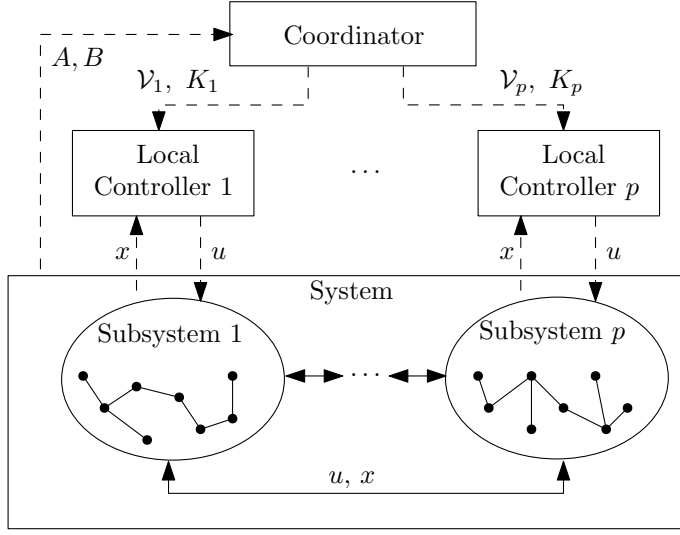 Coordinator
A, B
𝒱₁, K₁
𝒱ₚ, Kₚ
Local
Controller 1
...
Local
Controller p
x
u
x
u
System
Subsystem 1
Subsystem p
...
u, x